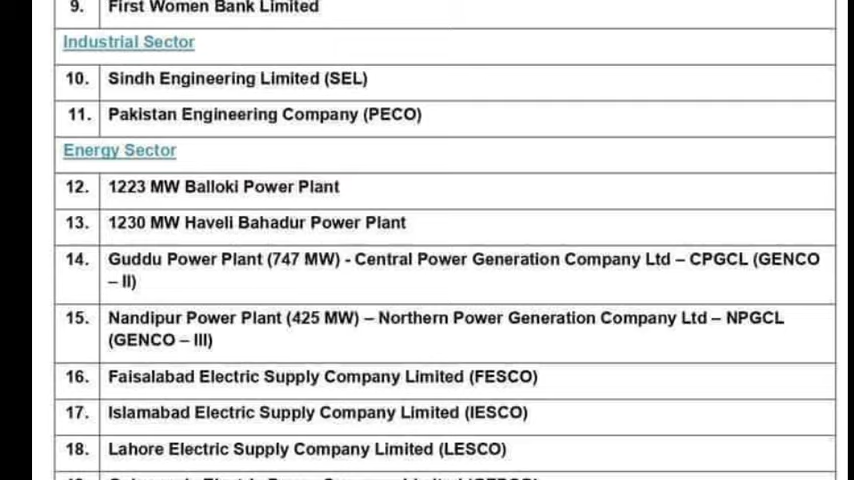 9. First Women Bank Limited
Industrial Sector
10. Sindh Engineering Limited (SEL)
11. Pakistan Engineering Company (PECO)
Energy Sector
12. 1223 MW Balloki Power Plant
13. 1230 MW Haveli Bahadur Power Plant
14. Guddu Power Plant (747 MW) - Central Power Generation Company Ltd – CPGCL (GENCO
– II)
15. Nandipur Power Plant (425 MW) – Northern Power Generation Company Ltd – NPGCL
(GENCO – III)
16. Faisalabad Electric Supply Company Limited (FESCO)
17. Islamabad Electric Supply Company Limited (IESCO)
18. Lahore Electric Supply Company Limited (LESCO)